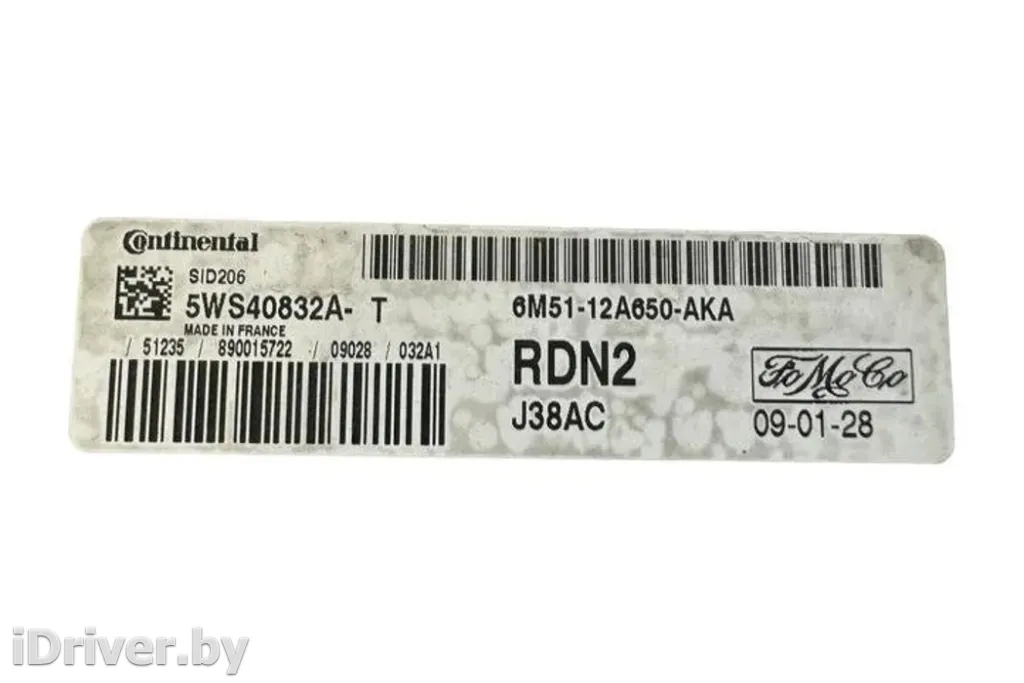 Continental
SID206
5WS40832A- T
MADE IN FRANCE
/ 51235 / 890015722 / 09028 / 032A1
6M51-12A650-AKA
RDN2
J38AC
FoMoCo
09-01-28
iDriver.by